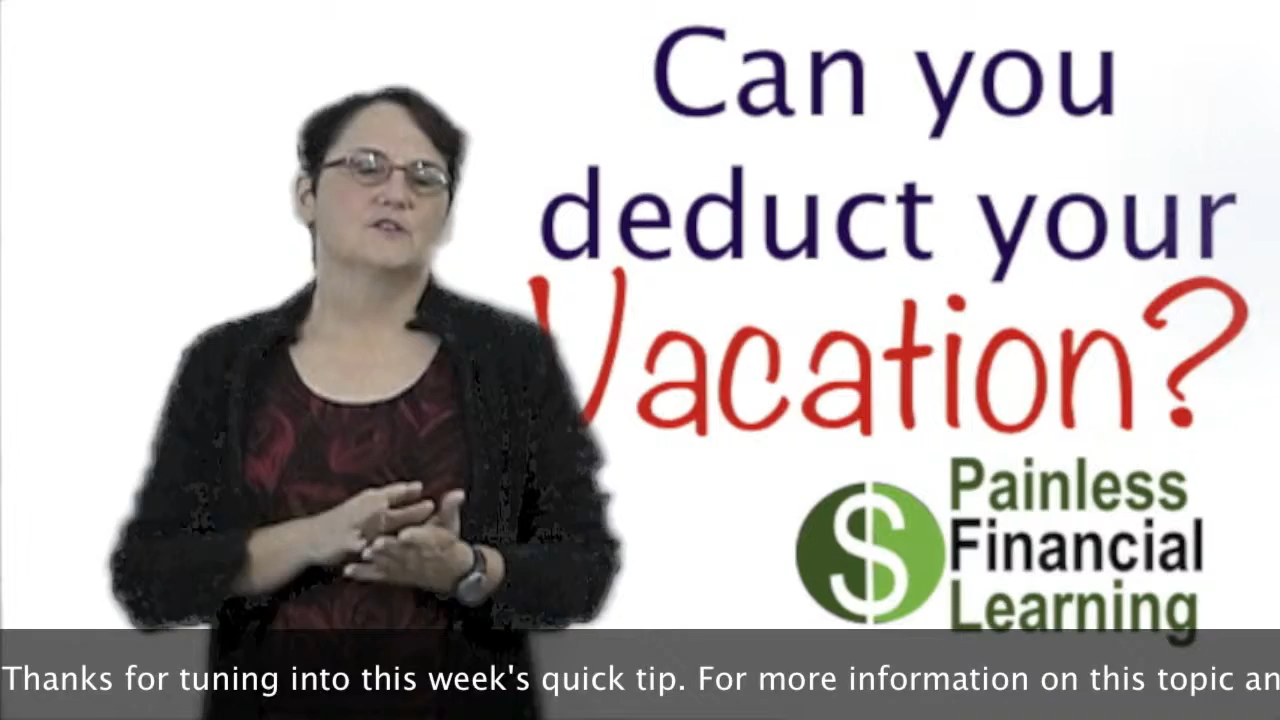 Can you
deduct your
Vacation?
$
Painless
Financial
Learning
Thanks for tuning into this week's quick tip. For more information on this topic an